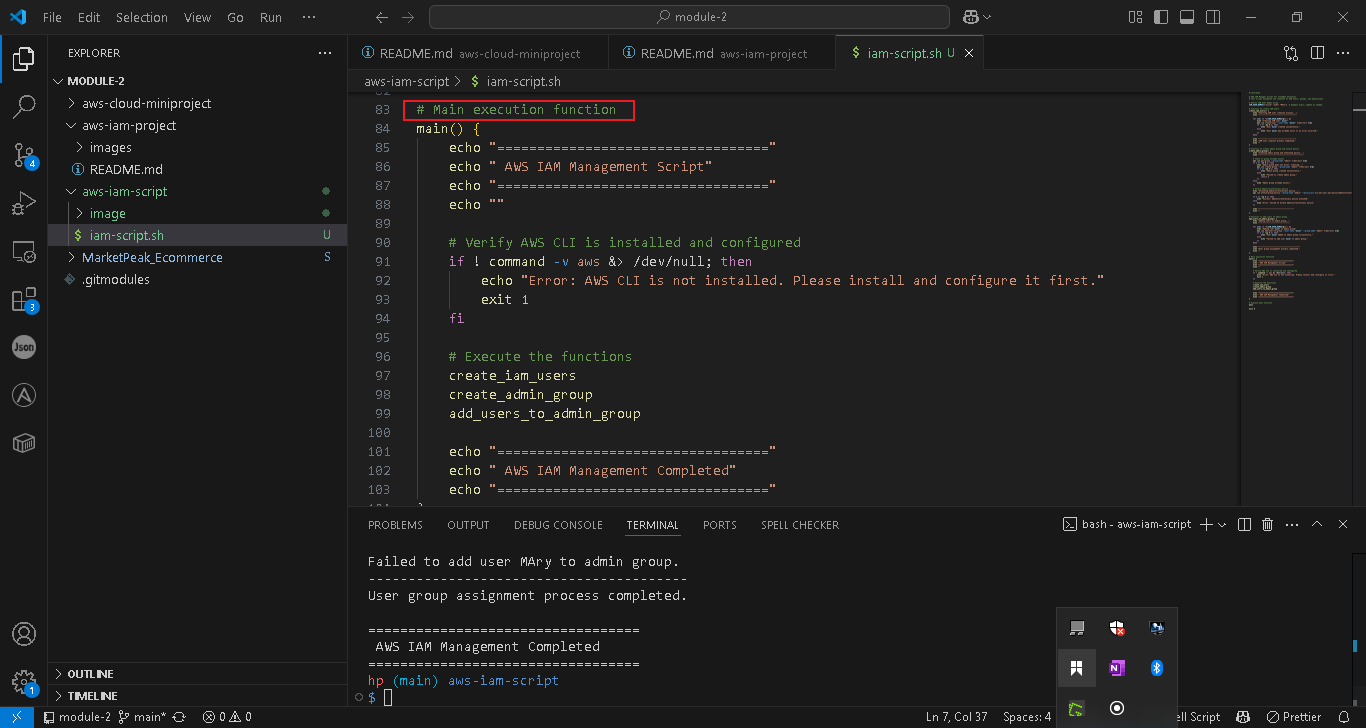 File Edit Selection View Go Run ··· module-2
EXPLORER ···
MODULE-2
aws-cloud-miniproject
aws-iam-project
images
README.md
aws-iam-script
image
iam-script.sh U
MarketPeak_Ecommerce S
.gitmodules
OUTLINE
TIMELINE
4
3
Json
1
README.md aws-cloud-miniproject README.md aws-iam-project $ iam-script.sh U
aws-iam-script > $ iam-script.sh
83 # Main execution function
84 main() {
85 echo "=================================="
86 echo " AWS IAM Management Script"
87 echo "=================================="
88 echo ""
89
90 # Verify AWS CLI is installed and configured
91 if ! command -v aws &> /dev/null; then
92 echo "Error: AWS CLI is not installed. Please install and configure it first."
93 exit 1
94 fi
95
96 # Execute the functions
97 create_iam_users
98 create_admin_group
99 add_users_to_admin_group
100
101 echo "=================================="
102 echo " AWS IAM Management Completed"
103 echo "=================================="
PROBLEMS OUTPUT DEBUG CONSOLE TERMINAL PORTS SPELL CHECKER bash - aws-iam-script
Failed to add user MAry to admin group.
----------------------------------------
User group assignment process completed.
==================================
AWS IAM Management Completed
==================================
hp (main) aws-iam-script
$
module-2 main* 0 0 Ln 7, Col 37 Spaces: 4 ell Script Prettier